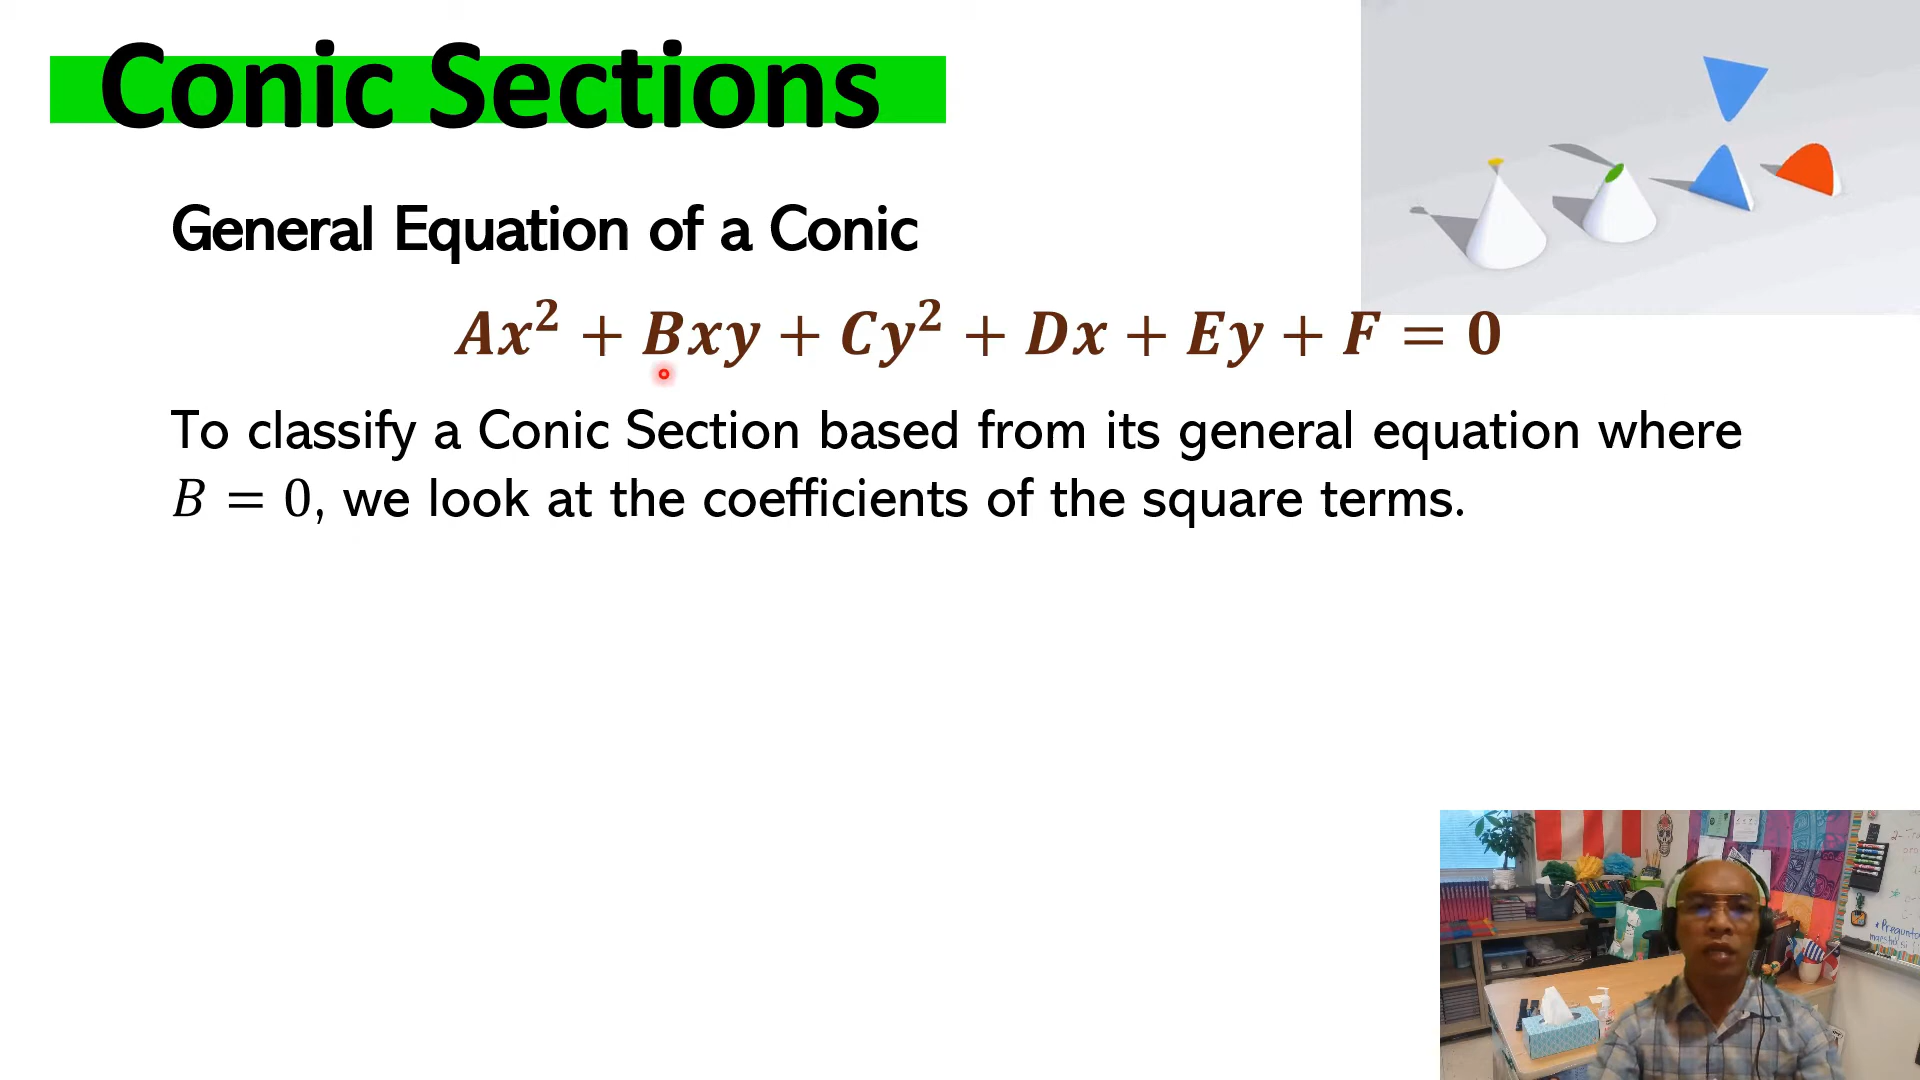 Conic Sections
General Equation of a Conic
Ax² + Bxy + Cy² + Dx + Ey + F = 0
To classify a Conic Section based from its general equation where
B = 0, we look at the coefficients of the square terms.